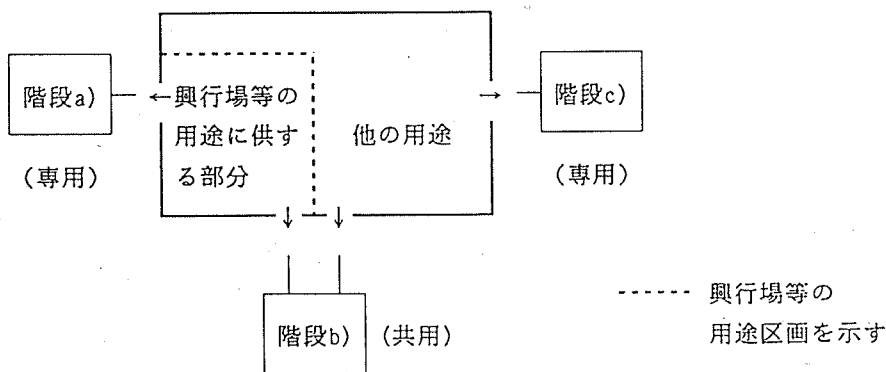 階段a)
(専用)
←興行場等の
用途に供す
る部分
他の用途
→
階段c)
(専用)
↓
↓
階段b)
(共用)
------ 興行場等の
用途区画を示す